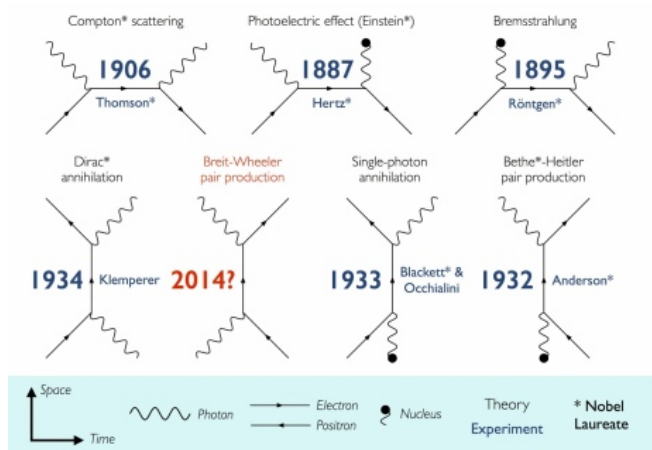 Compton* scattering
Photoelectric effect (Einstein*)
Bremsstrahlung
1906
Thomson*
1887
Hertz*
1895
Röntgen*
Dirac*
annihilation
Breit-Wheeler
pair production
Single-photon
annihilation
Bethe*-Heitler
pair production
1934
Klemperer
2014?
1933
Blackett* &
Occhialini
1932
Anderson*
Space
Time
Photon
Electron
Positron
Nucleus
Theory
Experiment
* Nobel
Laureate